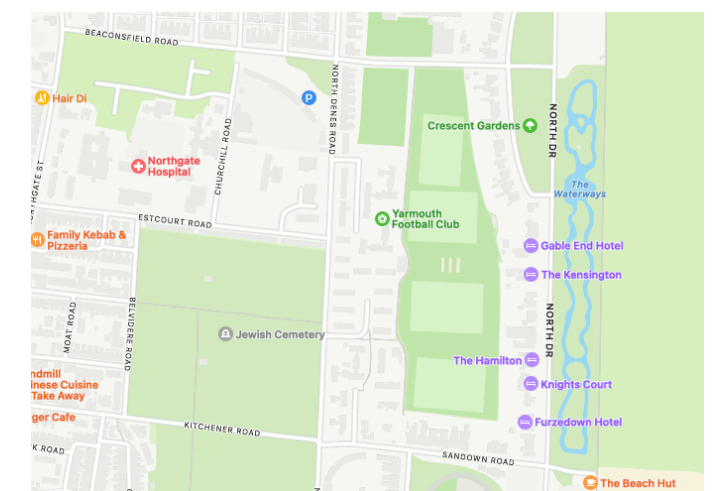 BEACONSFIELD ROAD
Hair Di
P
NORTH DENES ROAD
CHURCHILL ROAD
Crescent Gardens
NORTH DR
Northgate
Hospital
RTHGATE ST
The
Waterways
Yarmouth
Football Club
ESTCOURT ROAD
Family Kebab &
Pizzeria
Gable End Hotel
The Kensington
MOAT ROAD
BELVIDERE ROAD
Jewish Cemetery
NORTH DR
The Hamilton
ndmill
inese Cuisine
Take Away
Knights Court
ger Cafe
Furzedown Hotel
KITCHENER ROAD
K ROAD
SANDOWN ROAD
N
The Beach Hut